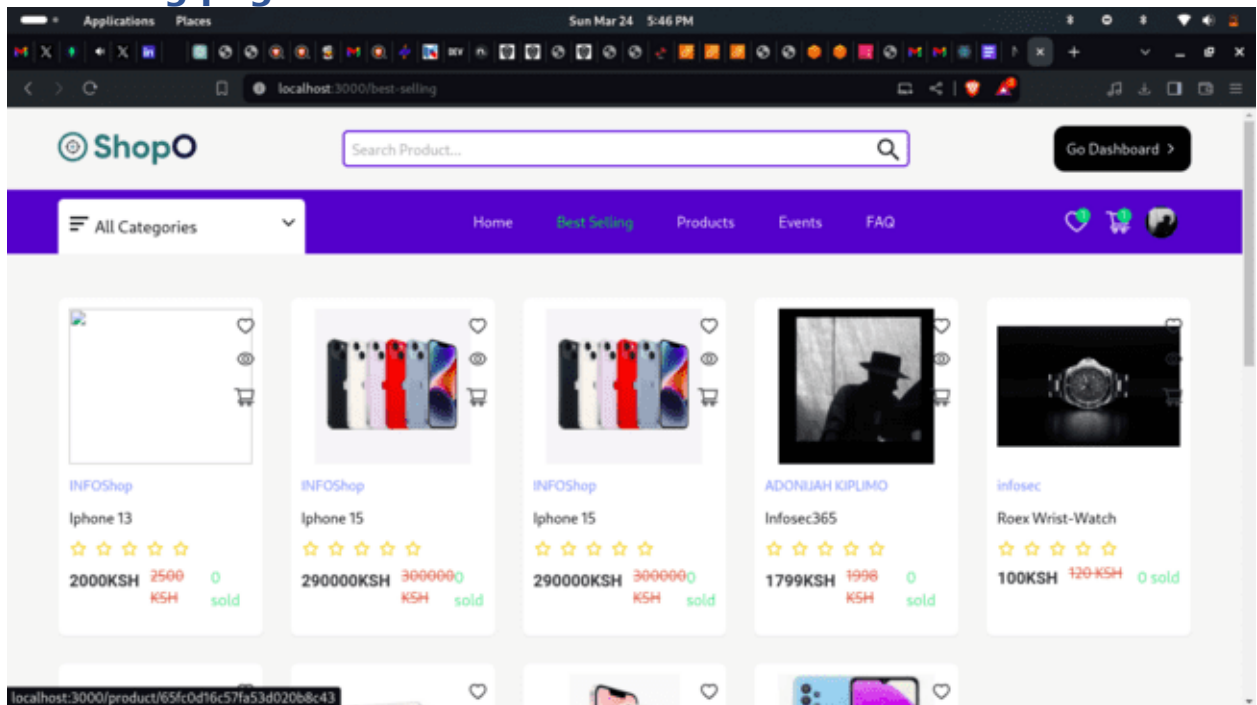 Applications Places Sun Mar 24 5:46 PM
localhost:3000/best-selling
ShopO Search Product... Go Dashboard >
All Categories Home Best Selling Products Events FAQ 1 1
INFOShop INFOShop INFOShop ADONIJAH KIPLIMO infosec
Iphone 13 Iphone 15 Iphone 15 Infosec365 Roex Wrist-Watch
2000KSH 2500 KSH 0 sold 290000KSH 300000 KSH 0 sold 290000KSH 300000 KSH 0 sold 1799KSH 1998 KSH 0 sold 100KSH 120 KSH 0 sold
localhost:3000/product/65fc0d16c57fa53d020b8c43